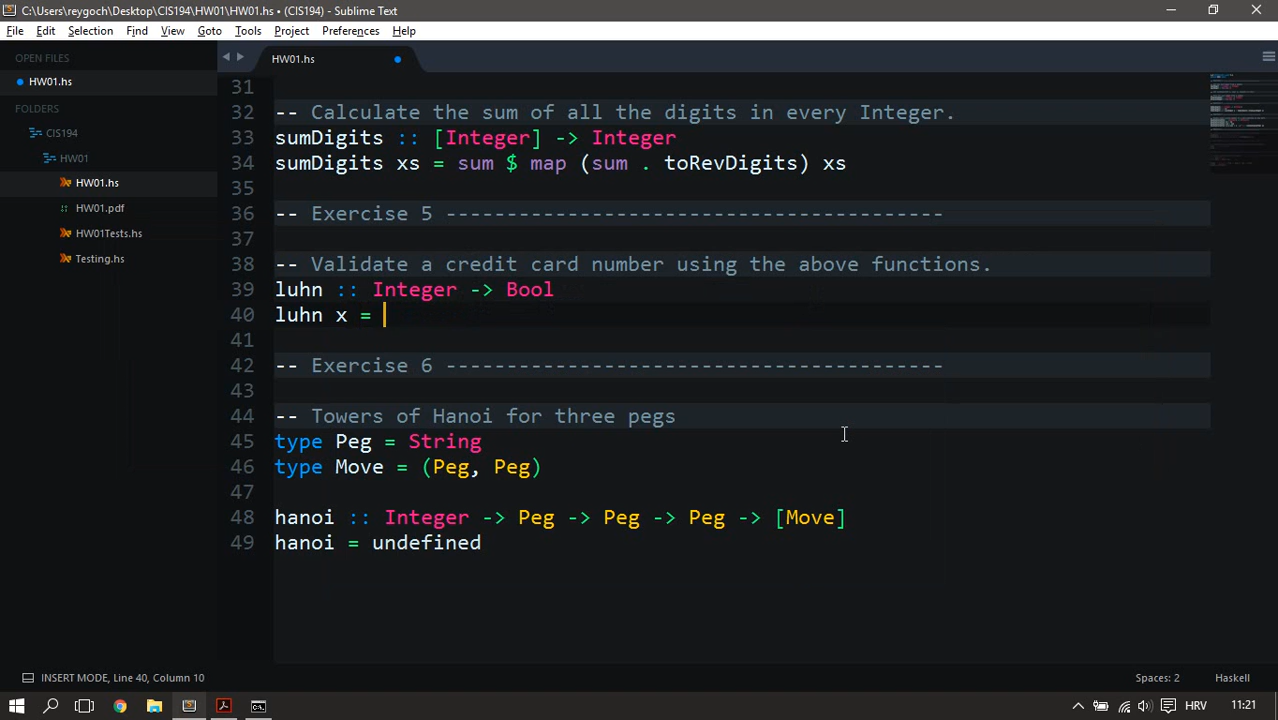 C:\Users\reygoch\Desktop\CIS194\HW01\HW01.hs • (CIS194) - Sublime Text
File Edit Selection Find View Goto Tools Project Preferences Help
OPEN FILES
HW01.hs
FOLDERS
CIS194
HW01
HW01.hs
HW01.pdf
HW01Tests.hs
Testing.hs
HW01.hs
31
32 -- Calculate the sum of all the digits in every Integer.
33 sumDigits :: [Integer] -> Integer
34 sumDigits xs = sum $ map (sum . toRevDigits) xs
35
36 -- Exercise 5 -----------------------------------------
37
38 -- Validate a credit card number using the above functions.
39 luhn :: Integer -> Bool
40 luhn x =
41
42 -- Exercise 6 -----------------------------------------
43
44 -- Towers of Hanoi for three pegs
45 type Peg = String
46 type Move = (Peg, Peg)
47
48 hanoi :: Integer -> Peg -> Peg -> Peg -> [Move]
49 hanoi = undefined
INSERT MODE, Line 40, Column 10
Spaces: 2
Haskell
HRV
11:21